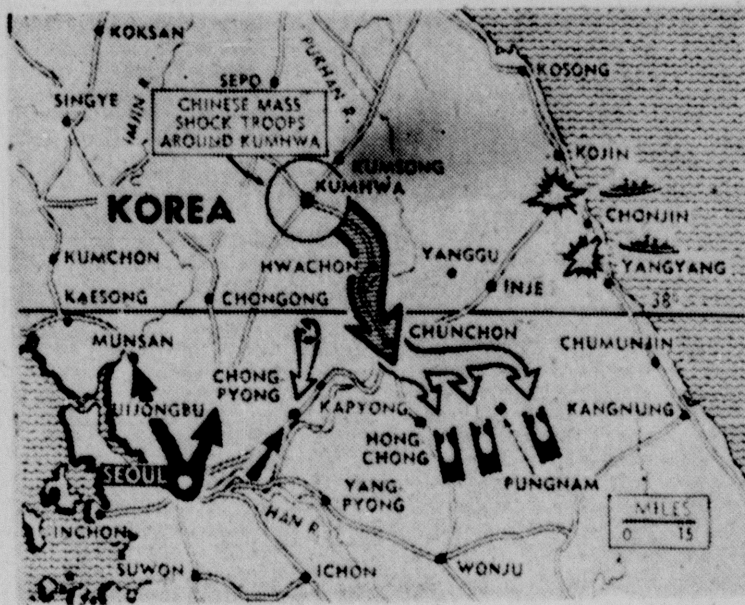 KOKSAN
PUKHAN R.
KOSONG
SEPO
SINGYE
IMJIN R.
CHINESE MASS
SHOCK TROOPS
AROUND KUMHWA
KOJIN
KUMSONG
KUMHWA
KOREA
CHONJIN
KUMCHON
HWACHON
YANGGU
YANGYANG
INJE
KAESONG
CHONGONG
38°
MUNSAN
CHUNCHON
CHUMUNJIN
CHONG-
PYONG
UIJONGBU
KAPYONG
KANGNUNG
HONG
CHONG
SEOUL
YANG-
PYONG
PUNGNAM
HAN R.
MILES
0 15
INCHON
SUWON
ICHON
WONJU